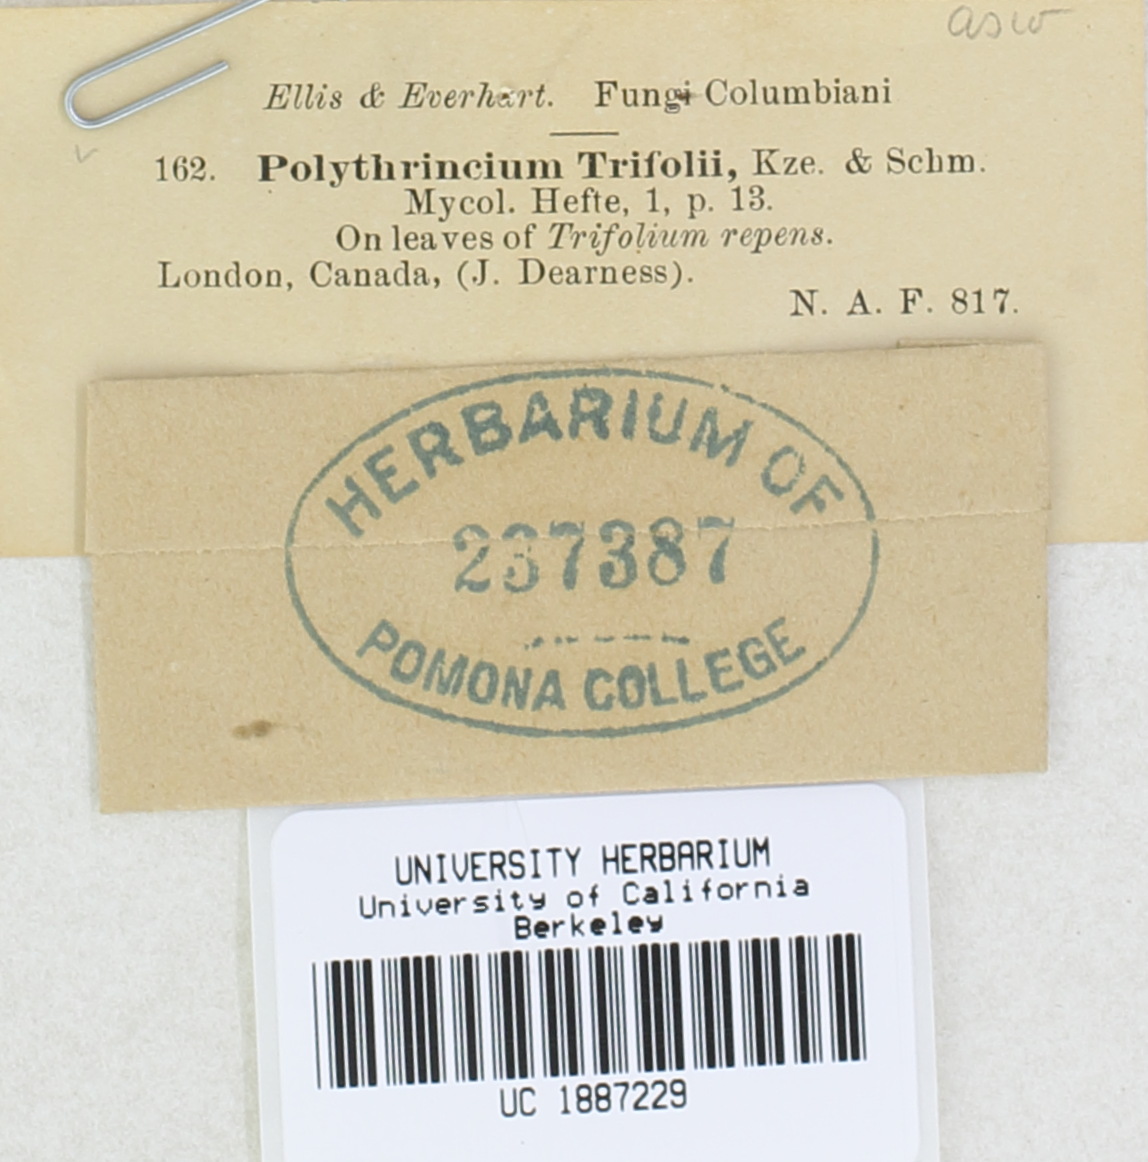 asw
Ellis & Everhart. Fungi Columbiani
162. Polythrincium Trifolii, Kze. & Schm.
Mycol. Hefte, 1, p. 13.
On leaves of Trifolium repens.
London, Canada, (J. Dearness).
N. A. F. 817.
HERBARIUM OF
237387
POMONA COLLEGE
UNIVERSITY HERBARIUM
University of California
Berkeley
UC 1887229